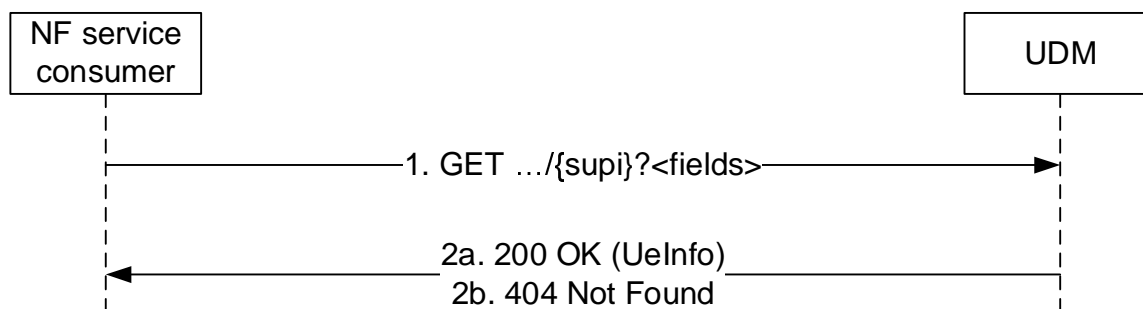 NF service
consumer
UDM
1. GET …/{supi}?<fields>
2a. 200 OK (UeInfo)
2b. 404 Not Found